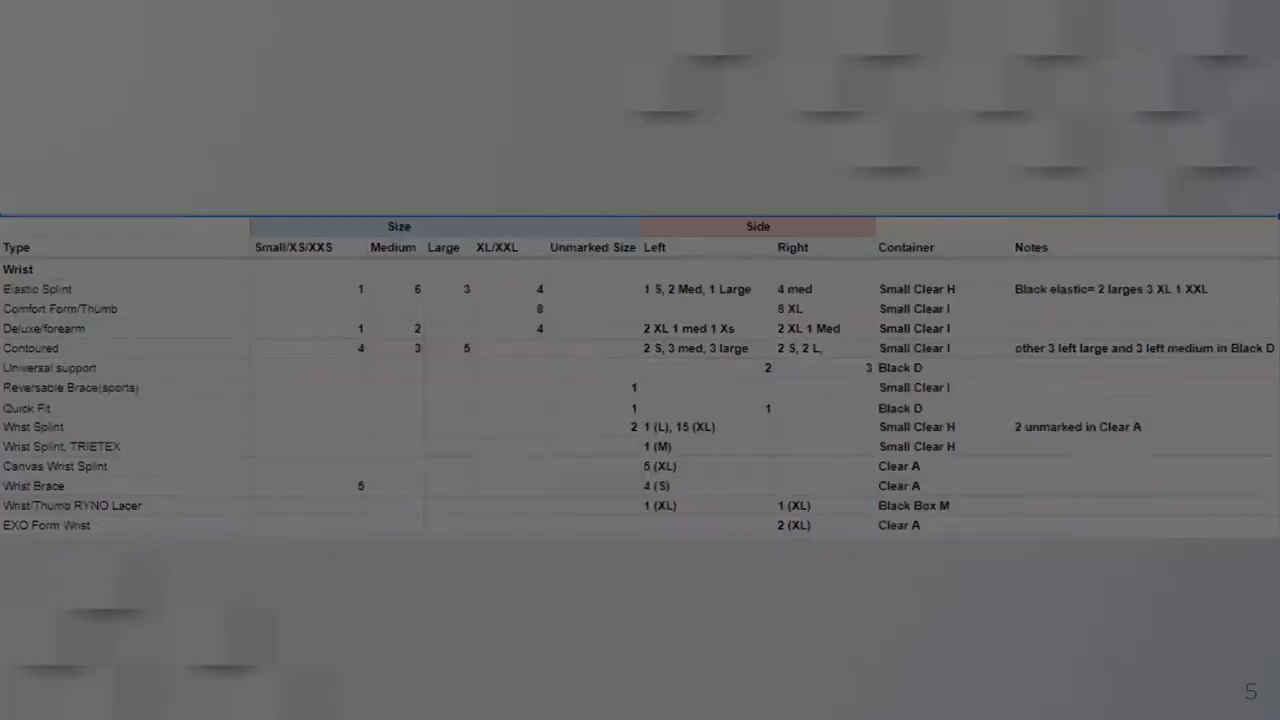 Size Side
Type Small/XS/XXS Medium Large XL/XXL Unmarked Size Left Right Container Notes
Wrist
Elastic Splint 1 6 3 4 1 S, 2 Med, 1 Large 4 med Small Clear H Black elastic= 2 larges 3 XL 1 XXL
Comfort Form/Thumb 8 8 XL Small Clear I
Deluxe/forearm 1 2 4 2 XL 1 med 1 Xs 2 XL 1 Med Small Clear I
Contoured 4 3 5 2 S, 3 med, 3 large 2 S, 2 L, Small Clear I other 3 left large and 3 left medium in Black D
Universal support 2 3 Black D
Reversable Brace(sports) 1 Small Clear I
Quick Fit 1 1 Black D
Wrist Splint 2 1 (L), 15 (XL) Small Clear H 2 unmarked in Clear A
Wrist Splint, TRIETEX 1 (M) Small Clear H
Canvas Wrist Splint 5 (XL) Clear A
Wrist Brace 5 4 (S) Clear A
Wrist/Thumb RYNO Lacer 1 (XL) 1 (XL) Black Box M
EXO Form Wrist 2 (XL) Clear A
5